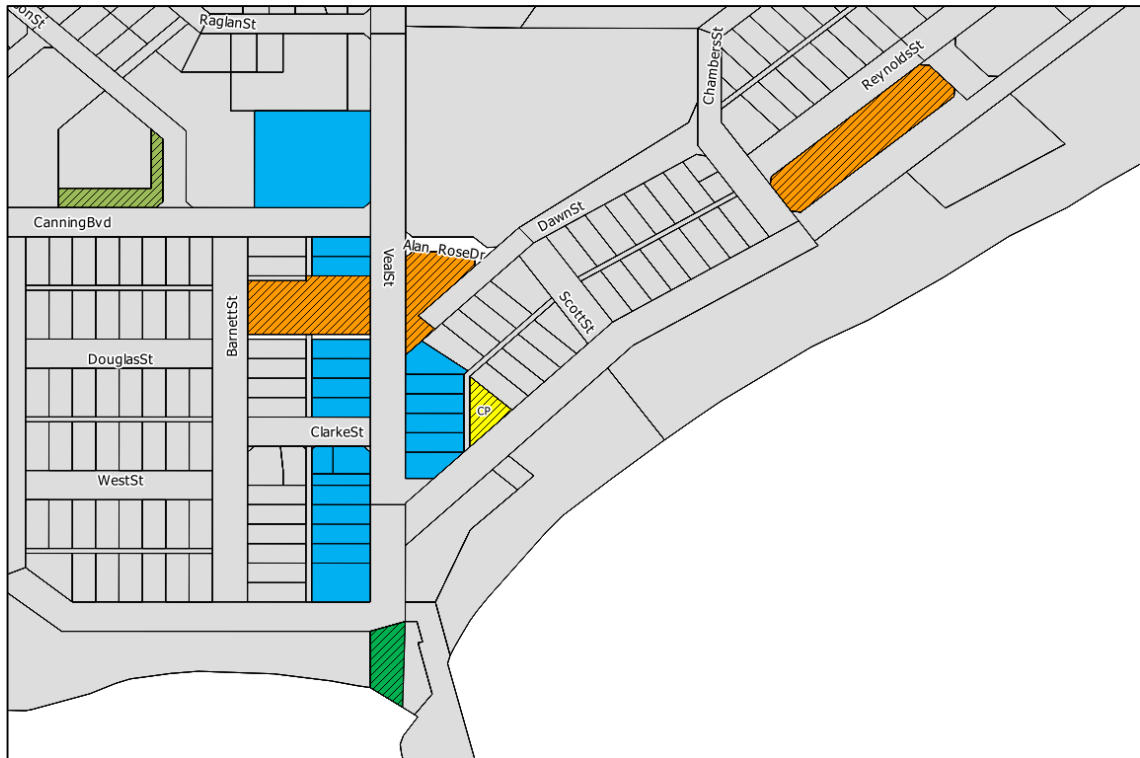 onSt
RaglanSt
ChambersSt
ReynoldsSt
CanningBvd
DawnSt
Alan_RoseDr
VealSt
BarnettSt
ScottSt
DouglasSt
CP
ClarkeSt
WestSt